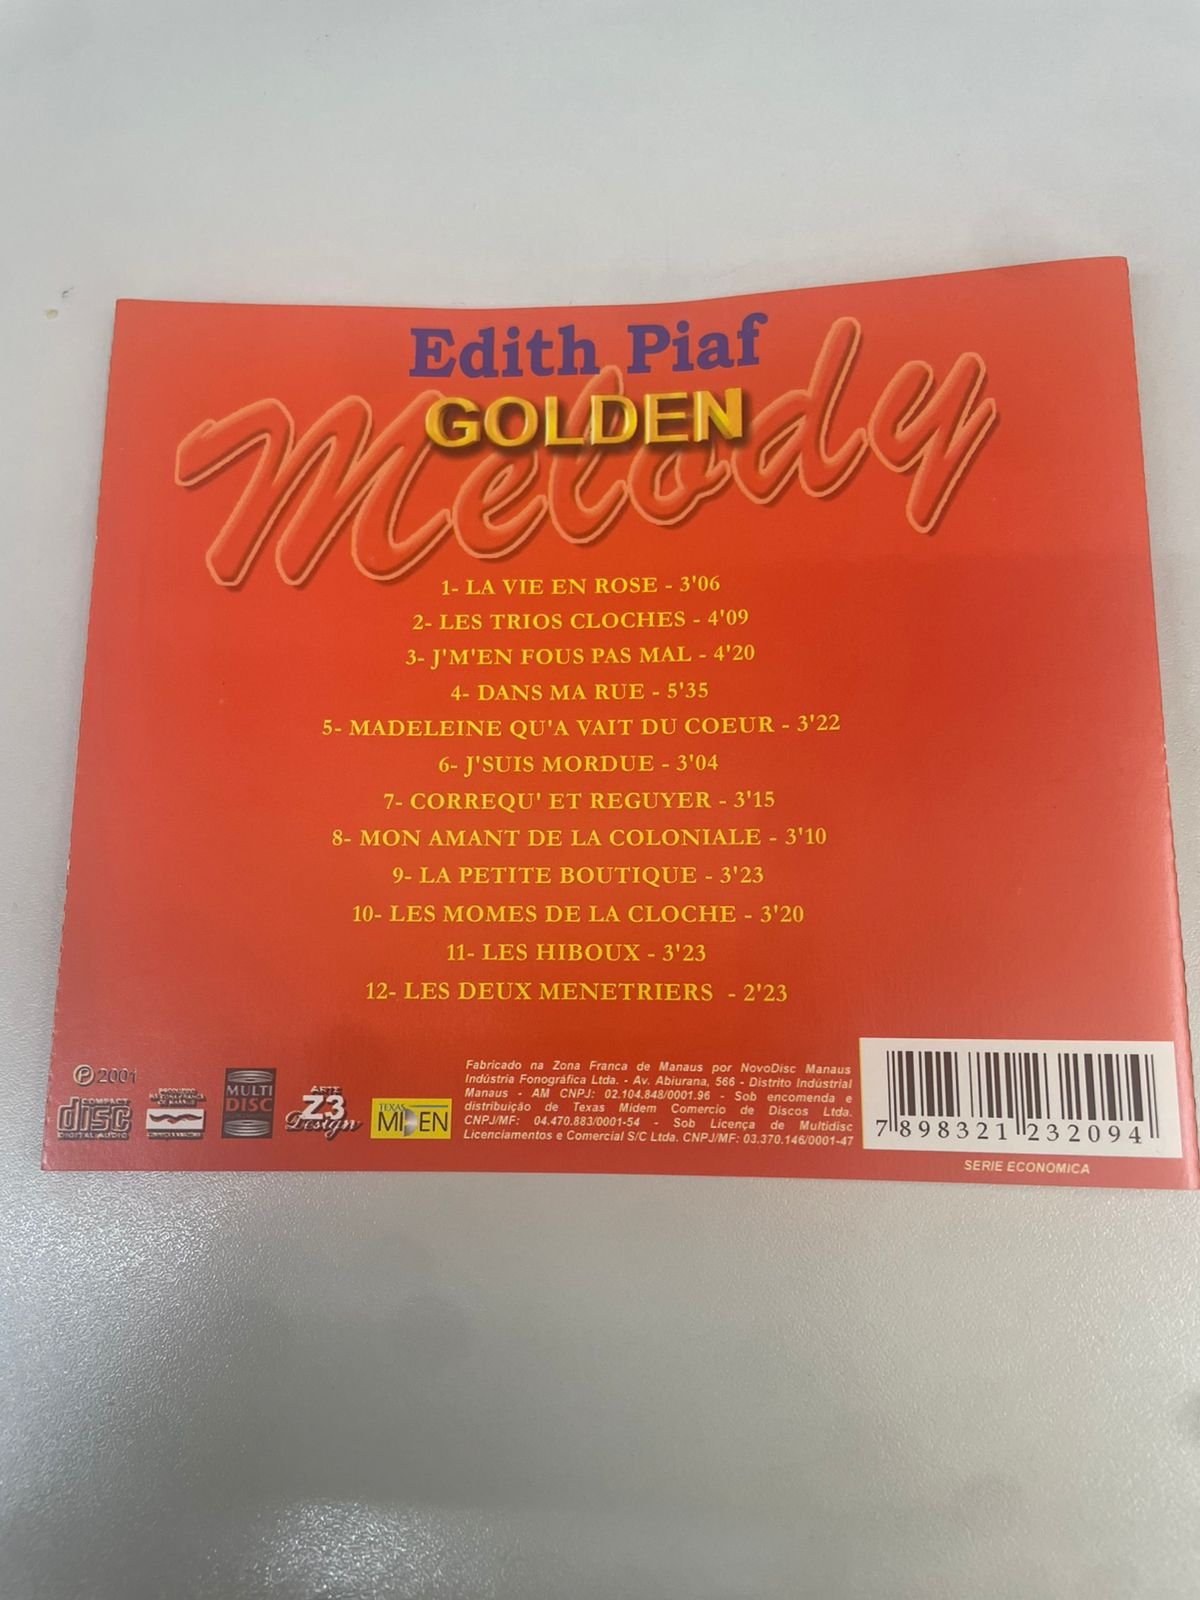 Edith Piaf
GOLDEN
Melody
1- LA VIE EN ROSE - 3'06
2- LES TRIOS CLOCHES - 4'09
3- J'M'EN FOUS PAS MAL - 4'20
4- DANS MA RUE - 5'35
5- MADELEINE QU'A VAIT DU COEUR - 3'22
6- J'SUIS MORDUE - 3'04
7- CORREQU' ET REGUYER - 3'15
8- MON AMANT DE LA COLONIALE - 3'10
9- LA PETITE BOUTIQUE - 3'23
10- LES MOMES DE LA CLOCHE - 3'20
11- LES HIBOUX - 3'23
12- LES DEUX MENETRIERS - 2'23
℗ 2001
COMPACT
disc
DIGITAL AUDIO
MULTI
DISC
ARTE
Z3
Design
TEXAS
MIDEN
Fabricado na Zona Franca de Manaus por NovoDisc Manaus
Indústria Fonográfica Ltda. - Av. Abiurana, 566 - Distrito Indústrial
Manaus - AM CNPJ: 02.104.848/0001.96 - Sob encomenda e
distribuição de Texas Midem Comercio de Discos Ltda.
CNPJ/MF: 04.470.883/0001-54 - Sob Licença de Multidisc
Licenciamentos e Comercial S/C Ltda. CNPJ/MF: 03.370.146/0001-47
7 898321 232094
SERIE ECONOMICA